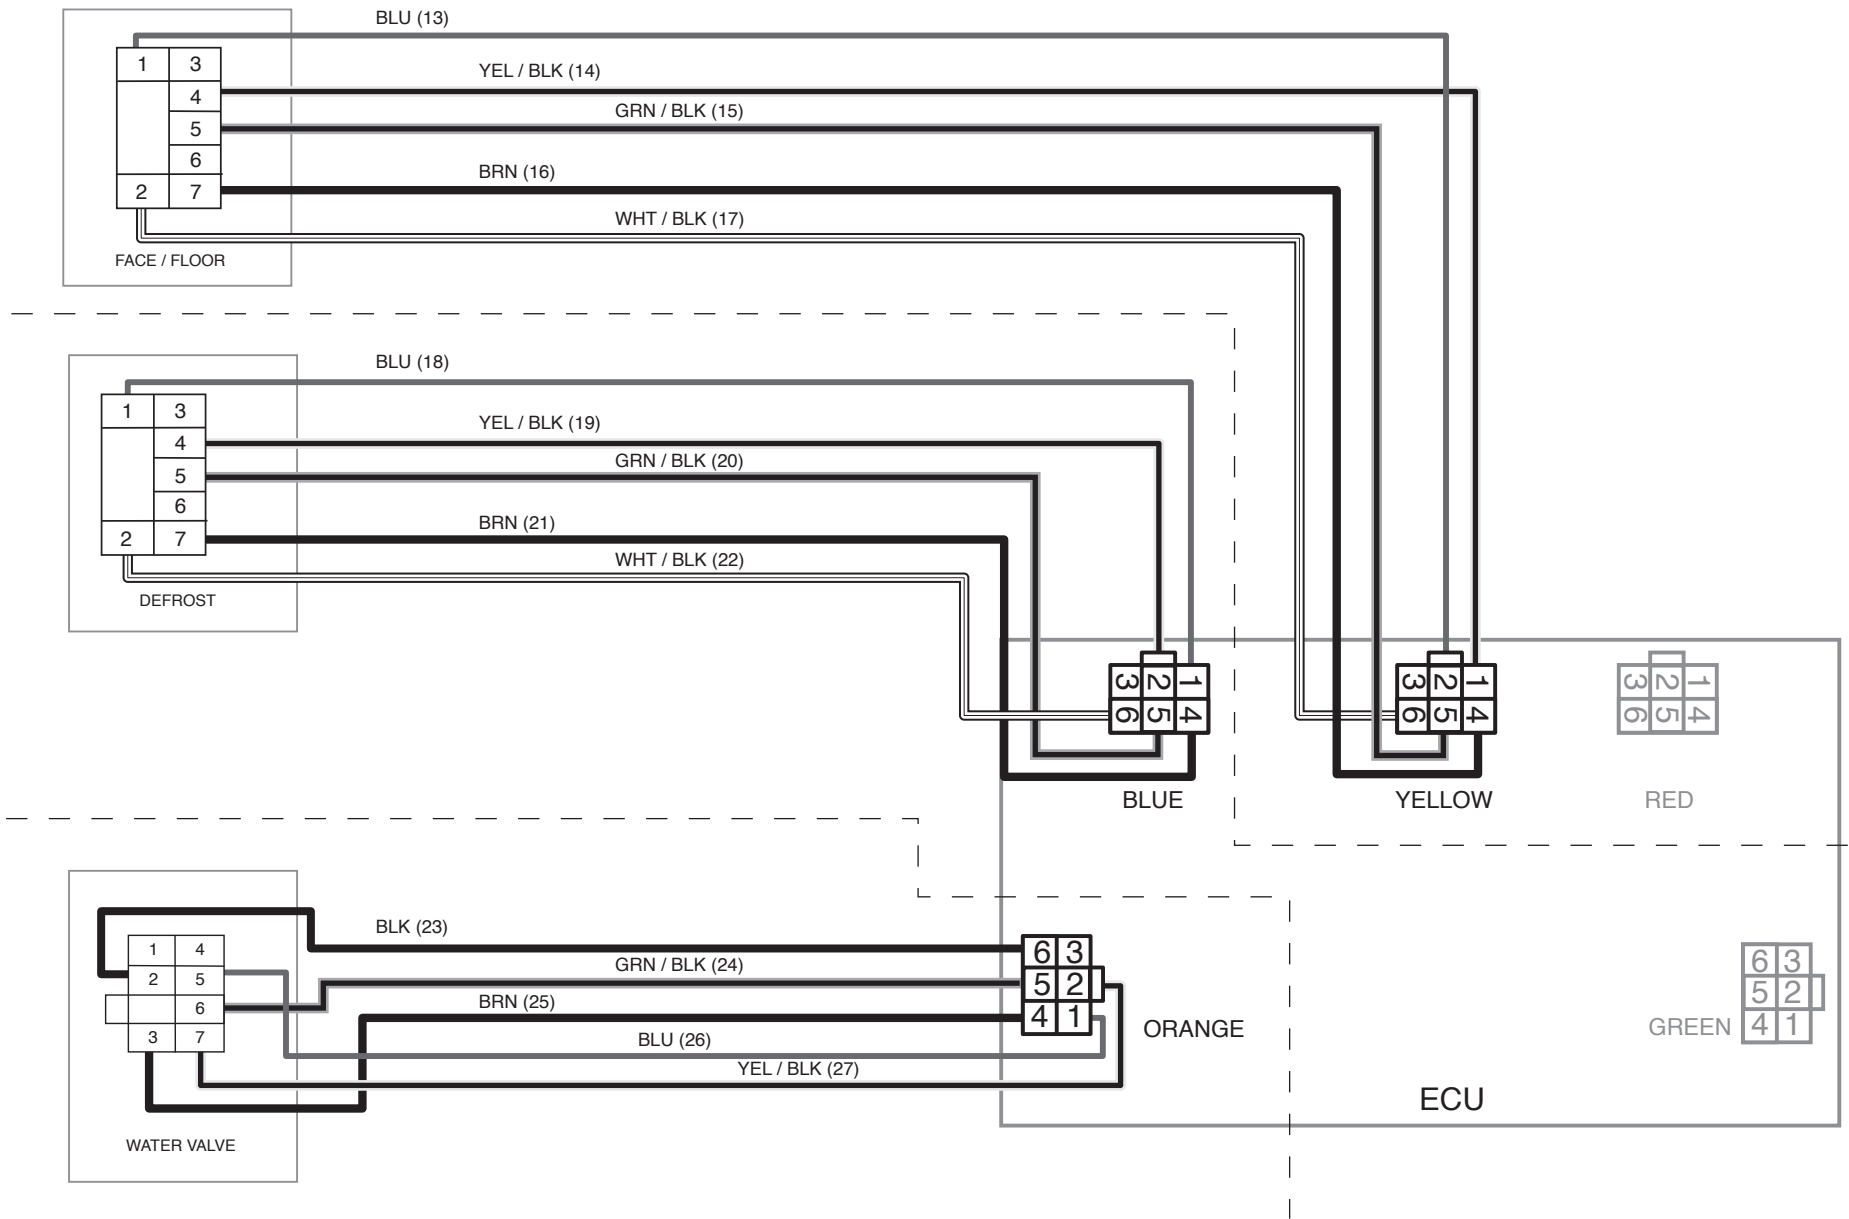 BLU (13)
1 3
YEL / BLK (14)
4
GRN / BLK (15)
5
6
BRN (16)
2 7
WHT / BLK (17)
FACE / FLOOR
BLU (18)
1 3
YEL / BLK (19)
4
GRN / BLK (20)
5
6
BRN (21)
2 7
WHT / BLK (22)
DEFROST
3 2 1
6 5 4
BLUE
3 2 1
6 5 4
YELLOW
3 2 1
6 5 4
RED
BLK (23)
1 4
GRN / BLK (24)
2 5
BRN (25)
6
BLU (26)
3 7
YEL / BLK (27)
WATER VALVE
6 3
5 2
4 1
ORANGE
6 3
5 2
4 1
GREEN
ECU